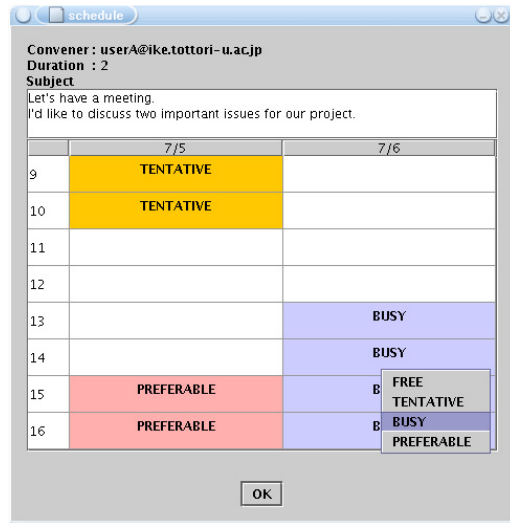 schedule
Convener : userA@ike.tottori-u.ac.jp
Duration : 2
Subject
Let's have a meeting.
I'd like to discuss two important issues for our project.
7/5 7/6
9 TENTATIVE
10 TENTATIVE
11
12
13 BUSY
14 BUSY
15 PREFERABLE B
16 PREFERABLE B
FREE
TENTATIVE
BUSY
PREFERABLE
OK